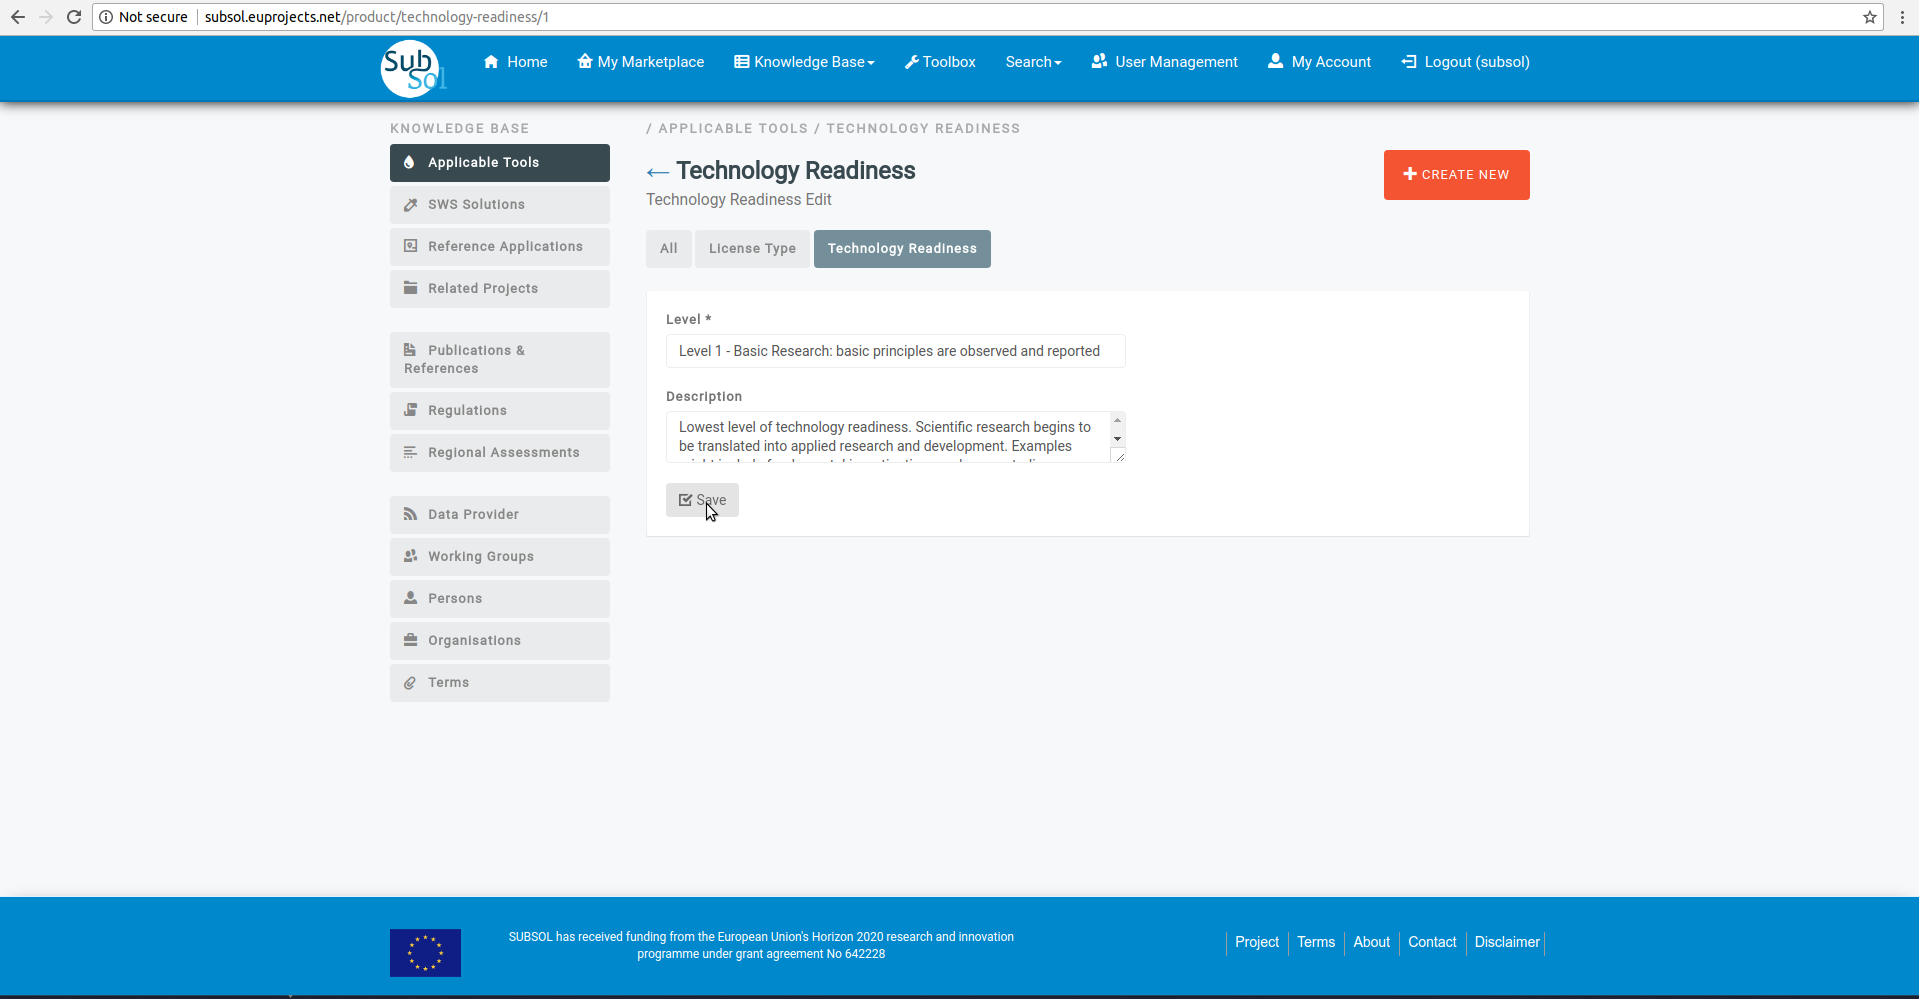 Not secure
subsol.euprojects.net/product/technology-readiness/1
Sub Sol
Home
My Marketplace
Knowledge Base
Toolbox
Search
User Management
My Account
Logout (subsol)
KNOWLEDGE BASE
Applicable Tools
SWS Solutions
Reference Applications
Related Projects
Publications &
References
Regulations
Regional Assessments
Data Provider
Working Groups
Persons
Organisations
Terms
/ APPLICABLE TOOLS / TECHNOLOGY READINESS
← Technology Readiness
Technology Readiness Edit
+ CREATE NEW
All
License Type
Technology Readiness
Level *
Level 1 - Basic Research: basic principles are observed and reported
Description
Lowest level of technology readiness. Scientific research begins to
be translated into applied research and development. Examples
Save
SUBSOL has received funding from the European Union's Horizon 2020 research and innovation
programme under grant agreement No 642228
Project
Terms
About
Contact
Disclaimer